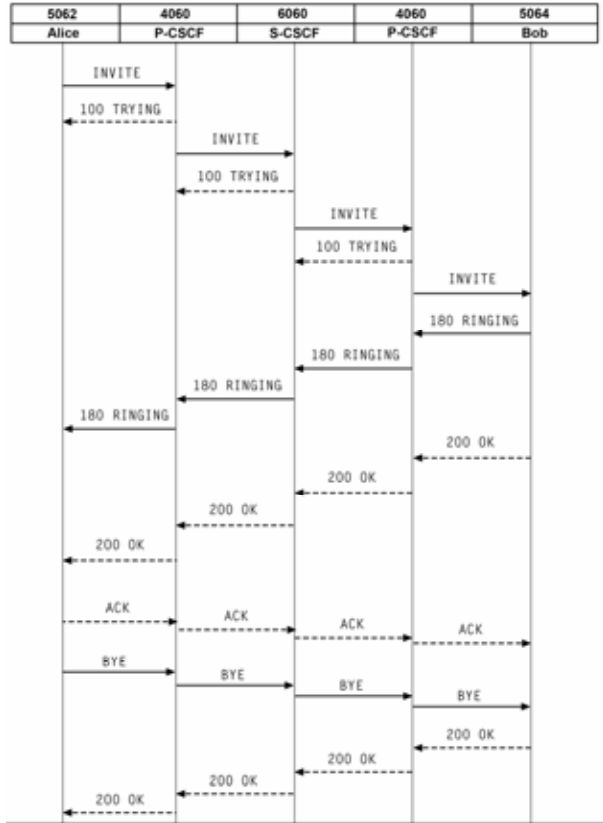 5062 4060 6060 4060 5064
Alice P-CSCF S-CSCF P-CSCF Bob
INVITE
100 TRYING
INVITE
100 TRYING
INVITE
100 TRYING
INVITE
180 RINGING
180 RINGING
180 RINGING
180 RINGING
200 OK
200 OK
200 OK
200 OK
ACK
ACK
ACK
ACK
BYE
BYE
BYE
BYE
200 OK
200 OK
200 OK
200 OK